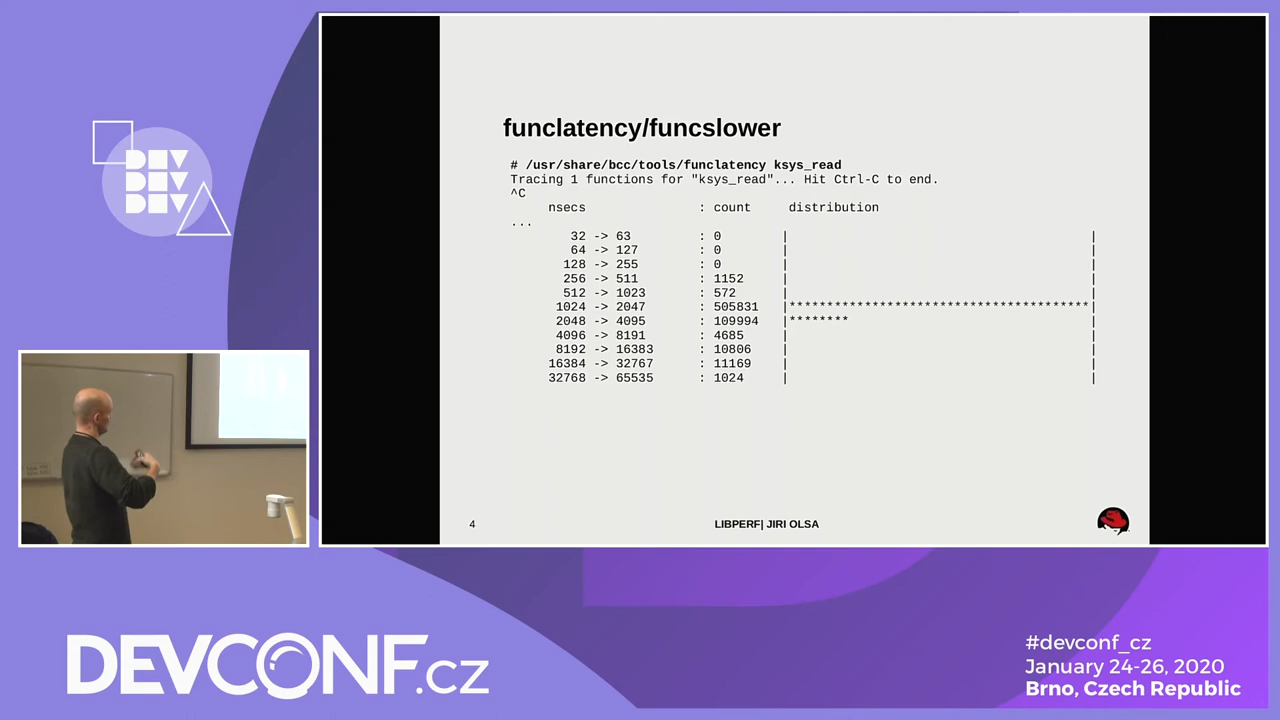 DEV
DEV
DEV
funclatency/funcslower
# /usr/share/bcc/tools/funclatency ksys_read
Tracing 1 functions for "ksys_read"... Hit Ctrl-C to end.
^C
nsecs : count distribution
...
32 -> 63 : 0 | |
64 -> 127 : 0 | |
128 -> 255 : 0 | |
256 -> 511 : 1152 | |
512 -> 1023 : 572 | |
1024 -> 2047 : 505831 |****************************************|
2048 -> 4095 : 109994 |******** |
4096 -> 8191 : 4685 | |
8192 -> 16383 : 10806 | |
16384 -> 32767 : 11169 | |
32768 -> 65535 : 1024 | |
4 LIBPERF| JIRI OLSA
DEVCONF.cz
#devconf_cz
January 24-26, 2020
Brno, Czech Republic